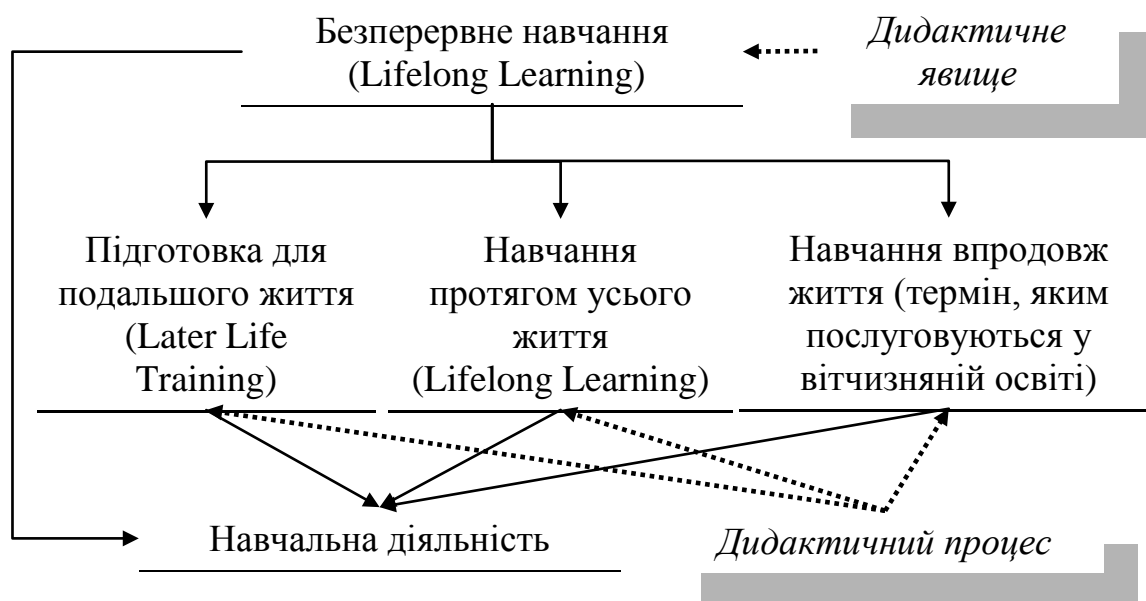 Безперервне навчання
(Lifelong Learning)
Дидактичне
явище
Підготовка для
подальшого життя
(Later Life
Training)
Навчання
протягом усього
життя
(Lifelong Learning)
Навчання впродовж
життя (термін, яким
послуговуються у
вітчизняній освіті)
Навчальна діяльність
Дидактичний процес